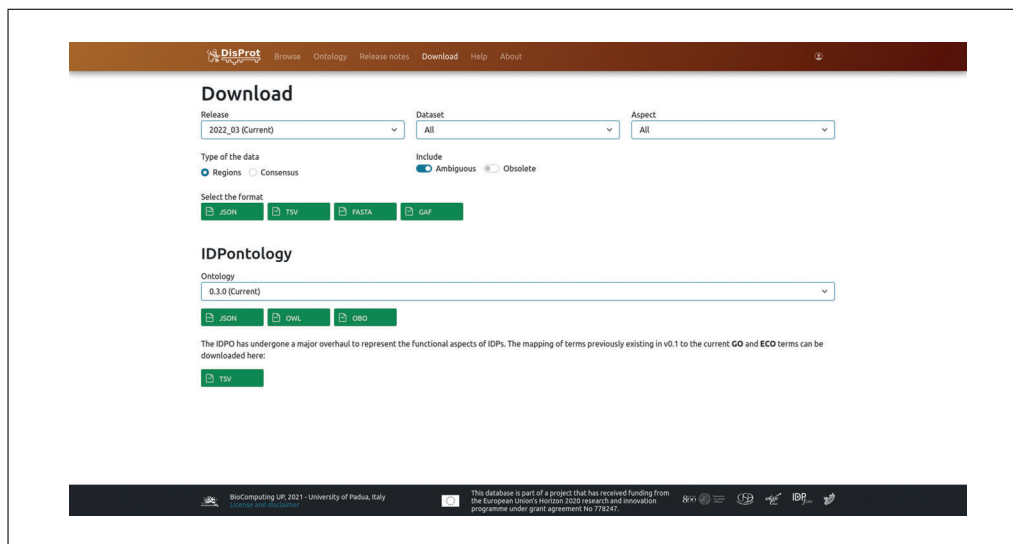 DisProt Browse Ontology Release notes Download Help About
Download
Release Dataset Aspect
2022_03 (Current) All All
Type of the data Include
Regions Consensus Ambiguous Obsolete
Select the format
JSON TSV FASTA GAF
IDPontology
Ontology
0.3.0 (Current)
JSON OWL OBO
The IDPO has undergone a major overhaul to represent the functional aspects of IDPs. The mapping of terms previously existing in v0.1 to the current GO and ECO terms can be
downloaded here:
TSV
BioComputing UP, 2021 - University of Padua, Italy
License and disclaimer
This database is part of a project that has received funding from
the European Union's Horizon 2020 research and innovation
programme under grant agreement No 778247.
IDP